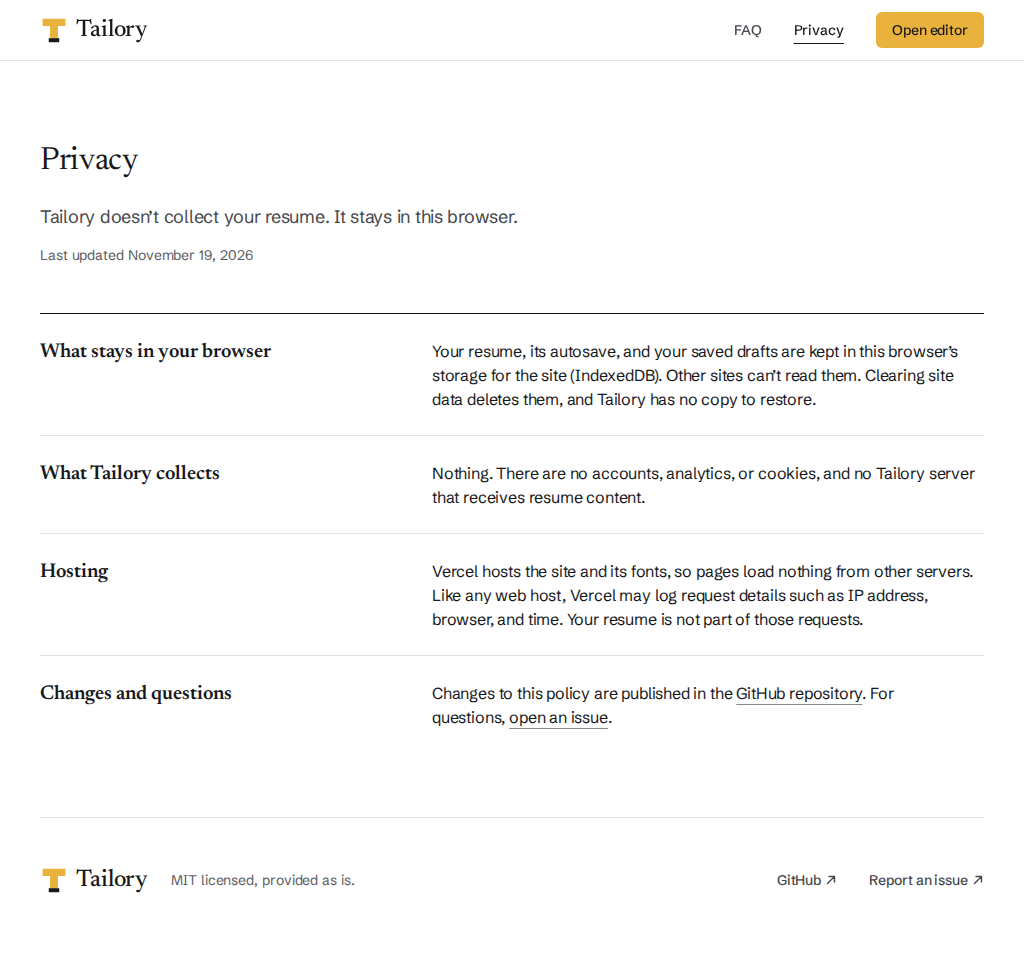 Tailory
FAQ
Privacy
Open editor
Privacy
Tailory doesn’t collect your resume. It stays in this browser.
Last updated November 19, 2026
What stays in your browser
Your resume, its autosave, and your saved drafts are kept in this browser’s
storage for the site (IndexedDB). Other sites can’t read them. Clearing site
data deletes them, and Tailory has no copy to restore.
What Tailory collects
Nothing. There are no accounts, analytics, or cookies, and no Tailory server
that receives resume content.
Hosting
Vercel hosts the site and its fonts, so pages load nothing from other servers.
Like any web host, Vercel may log request details such as IP address,
browser, and time. Your resume is not part of those requests.
Changes and questions
Changes to this policy are published in the GitHub repository. For
questions, open an issue.
Tailory
MIT licensed, provided as is.
GitHub ↗
Report an issue ↗